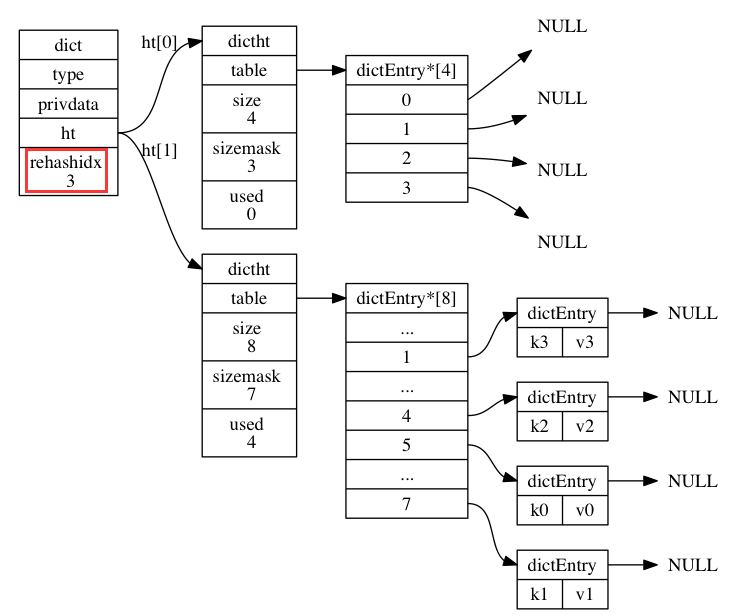 dict
type
privdata
ht
rehashidx
3
ht[0]
ht[1]
dictht
table
size
4
sizemask
3
used
0
dictEntry*[4]
0
1
2
3
NULL
NULL
NULL
NULL
dictht
table
size
8
sizemask
7
used
4
dictEntry*[8]
...
1
...
4
5
...
7
dictEntry
k3 v3
NULL
dictEntry
k2 v2
NULL
dictEntry
k0 v0
NULL
dictEntry
k1 v1
NULL